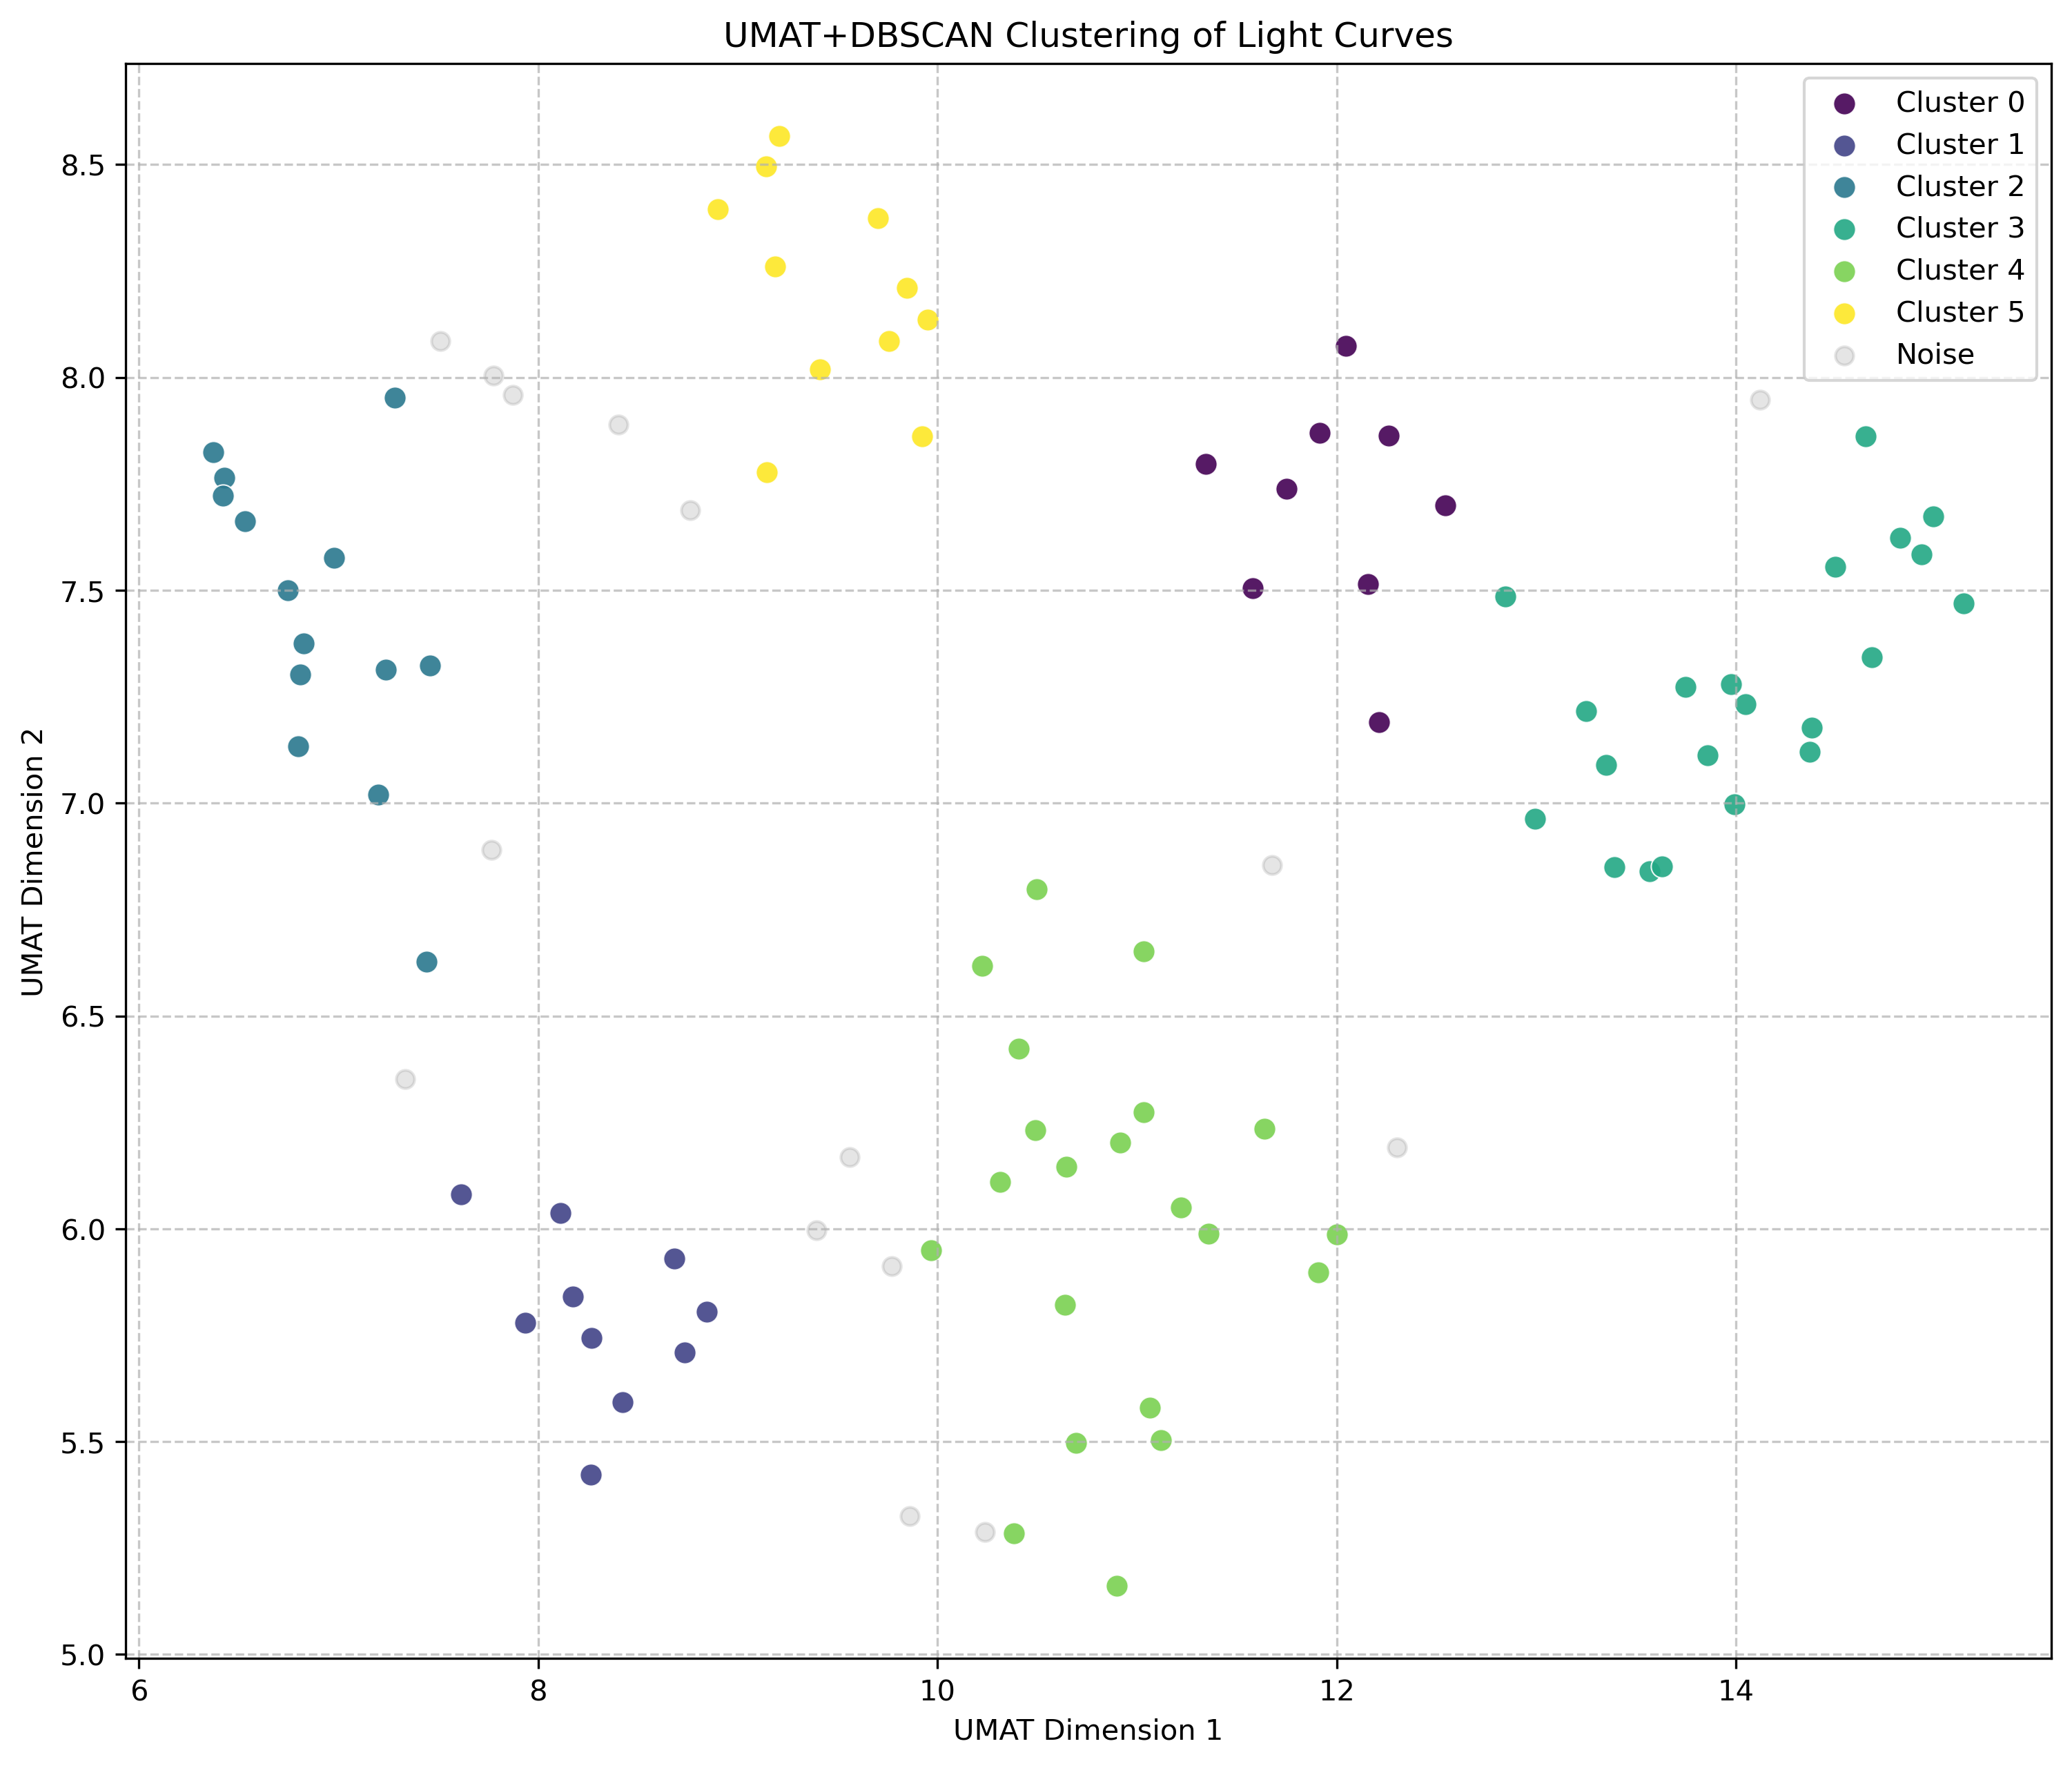 UMAT+DBSCAN Clustering of Light Curves
Cluster 0
Cluster 1
Cluster 2
Cluster 3
Cluster 4
Cluster 5
Noise
UMAT Dimension 2
8.5
8.0
7.5
7.0
6.5
6.0
5.5
5.0
6 8 10 12 14
UMAT Dimension 1